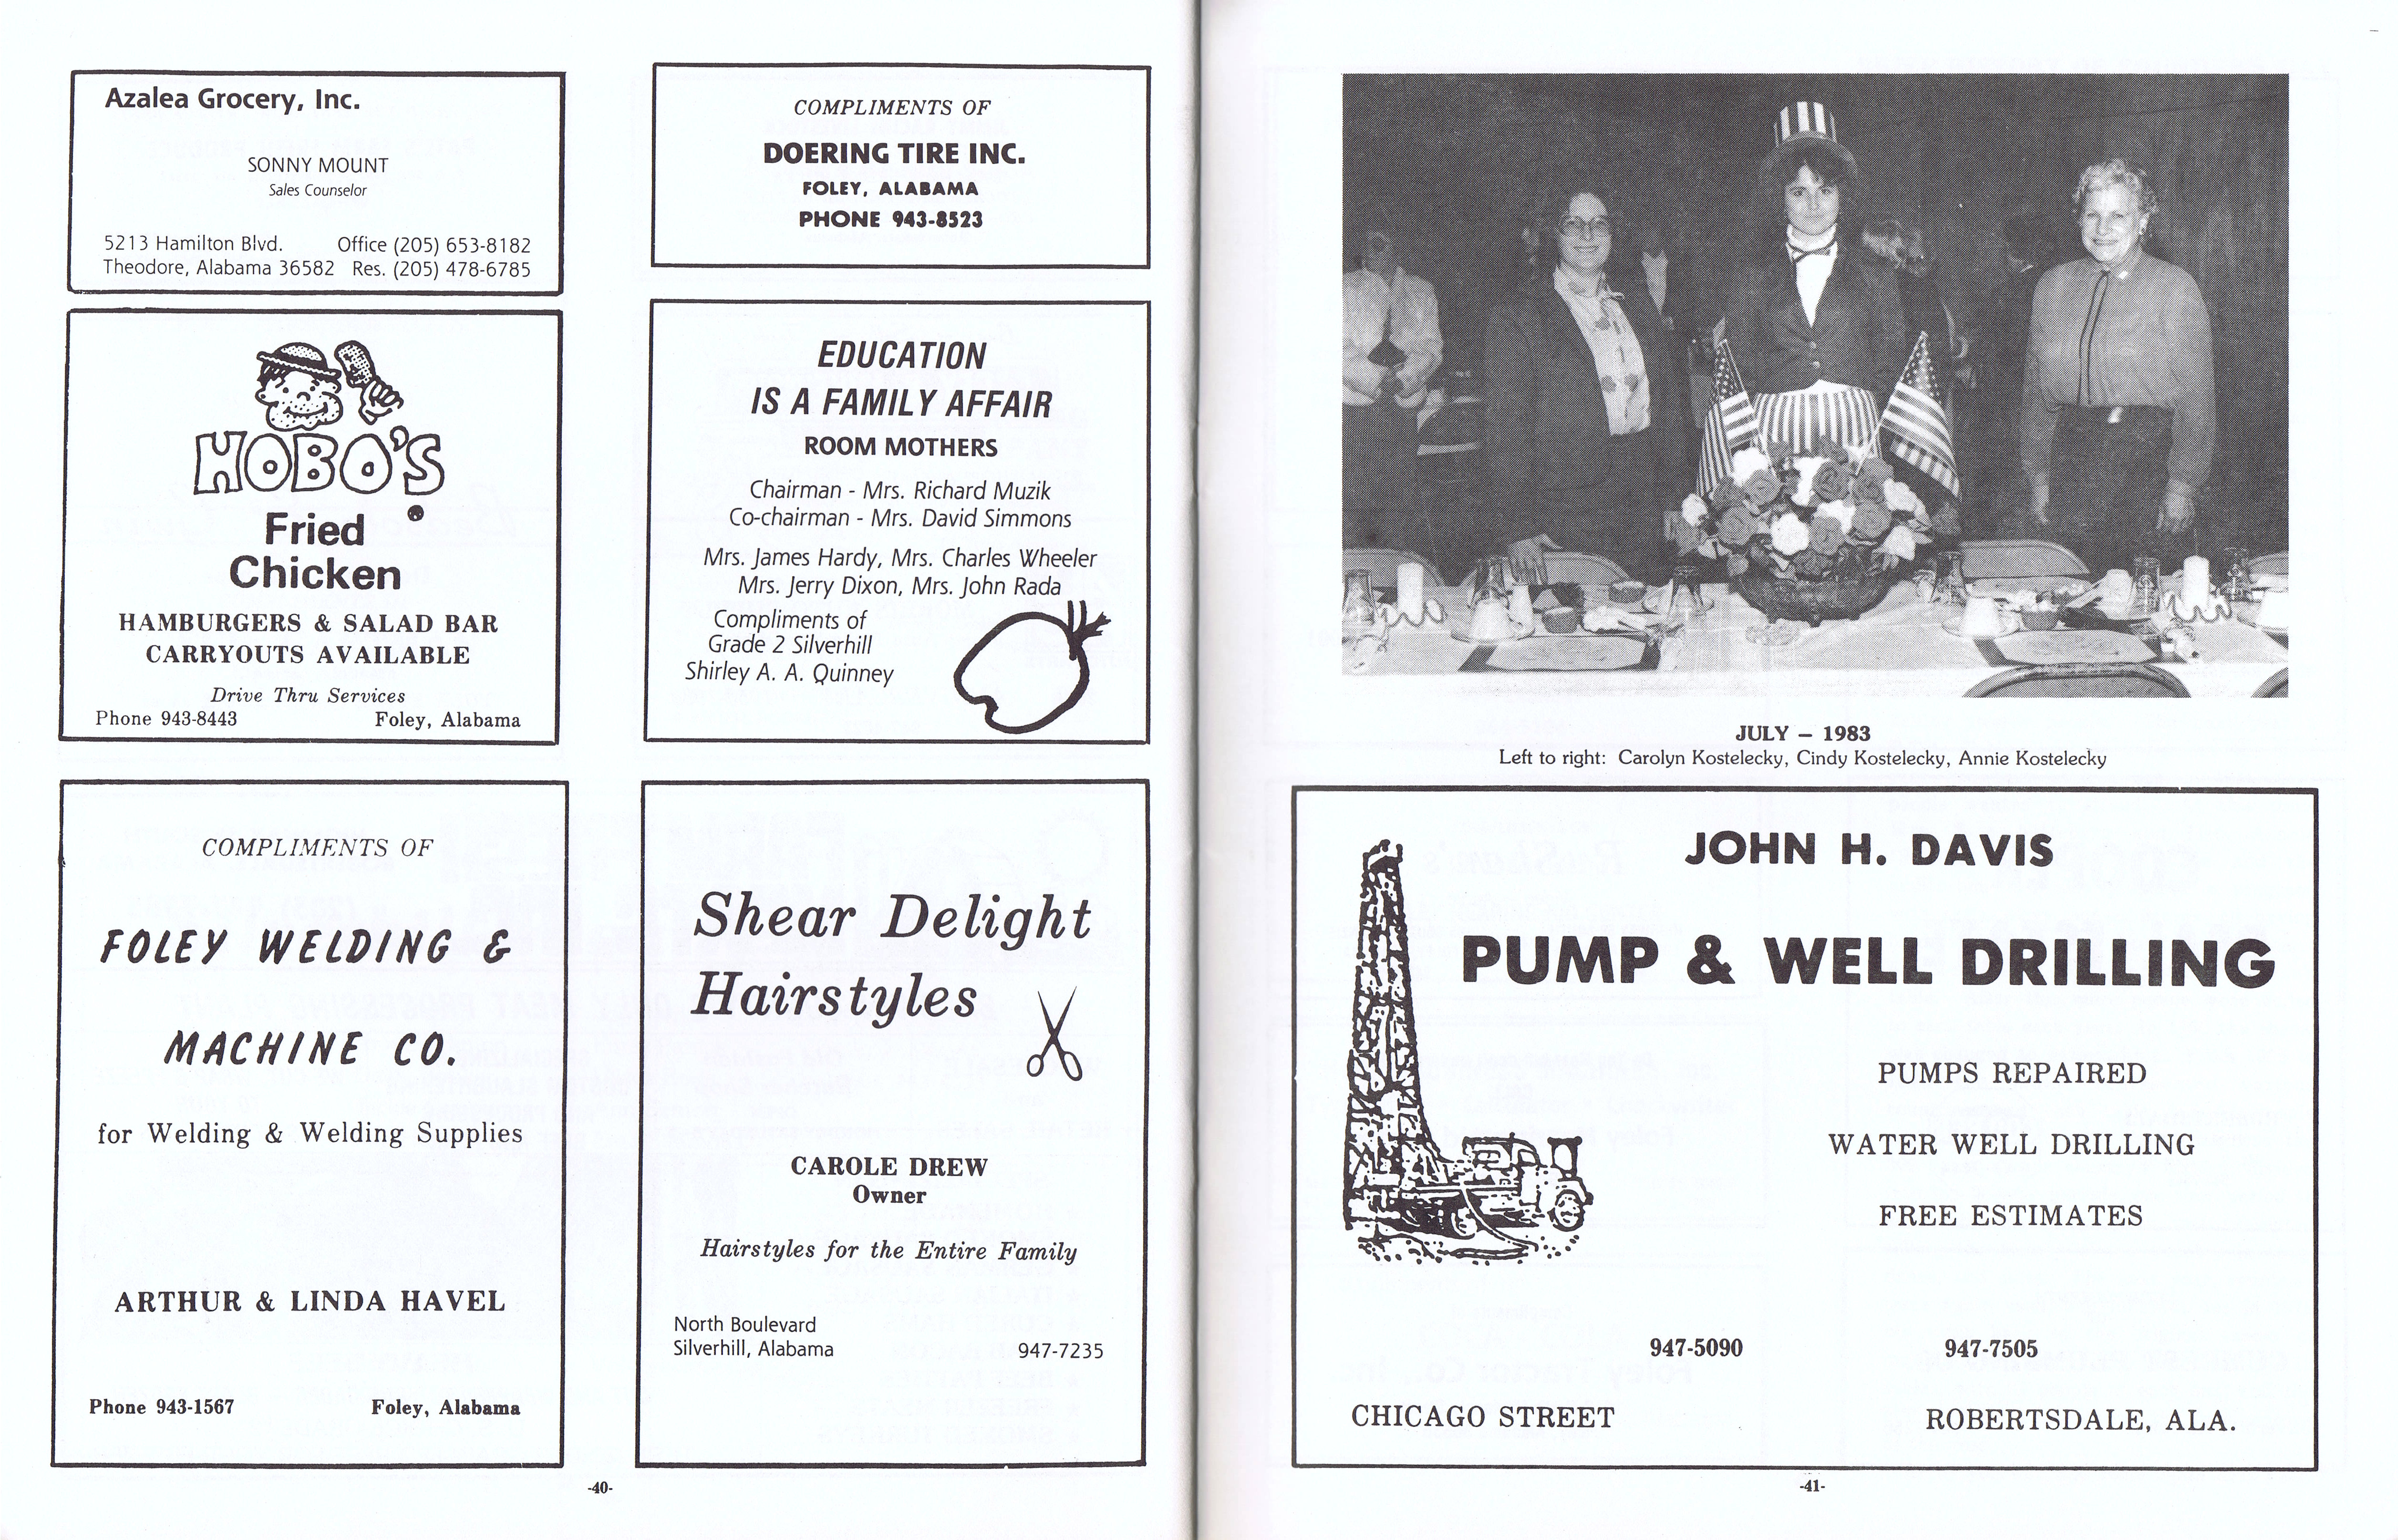 Azalea Grocery, Inc.
SONNY MOUNT
Sales Counselor
5213 Hamilton Blvd. Office (205) 653-8182
Theodore, Alabama 36582 Res. (205) 478-6785
HOBO'S
Fried
Chicken
HAMBURGERS & SALAD BAR
CARRYOUTS AVAILABLE
Drive Thru Services
Phone 943-8443 Foley, Alabama
COMPLIMENTS OF
FOLEY WELDING &
MACHINE CO.
for Welding & Welding Supplies
ARTHUR & LINDA HAVEL
Phone 943-1567 Foley, Alabama
COMPLIMENTS OF
DOERING TIRE INC.
FOLEY, ALABAMA
PHONE 943-8523
EDUCATION
IS A FAMILY AFFAIR
ROOM MOTHERS
Chairman - Mrs. Richard Muzik
Co-chairman - Mrs. David Simmons
Mrs. James Hardy, Mrs. Charles Wheeler
Mrs. Jerry Dixon, Mrs. John Rada
Compliments of
Grade 2 Silverhill
Shirley A. A. Quinney
Shear Delight
Hairstyles
CAROLE DREW
Owner
Hairstyles for the Entire Family
North Boulevard
Silverhill, Alabama 947-7235
-40-
JULY – 1983
Left to right: Carolyn Kostelecky, Cindy Kostelecky, Annie Kostelecky
JOHN H. DAVIS
PUMP & WELL DRILLING
PUMPS REPAIRED
WATER WELL DRILLING
FREE ESTIMATES
947-5090 947-7505
CHICAGO STREET ROBERTSDALE, ALA.
-41-